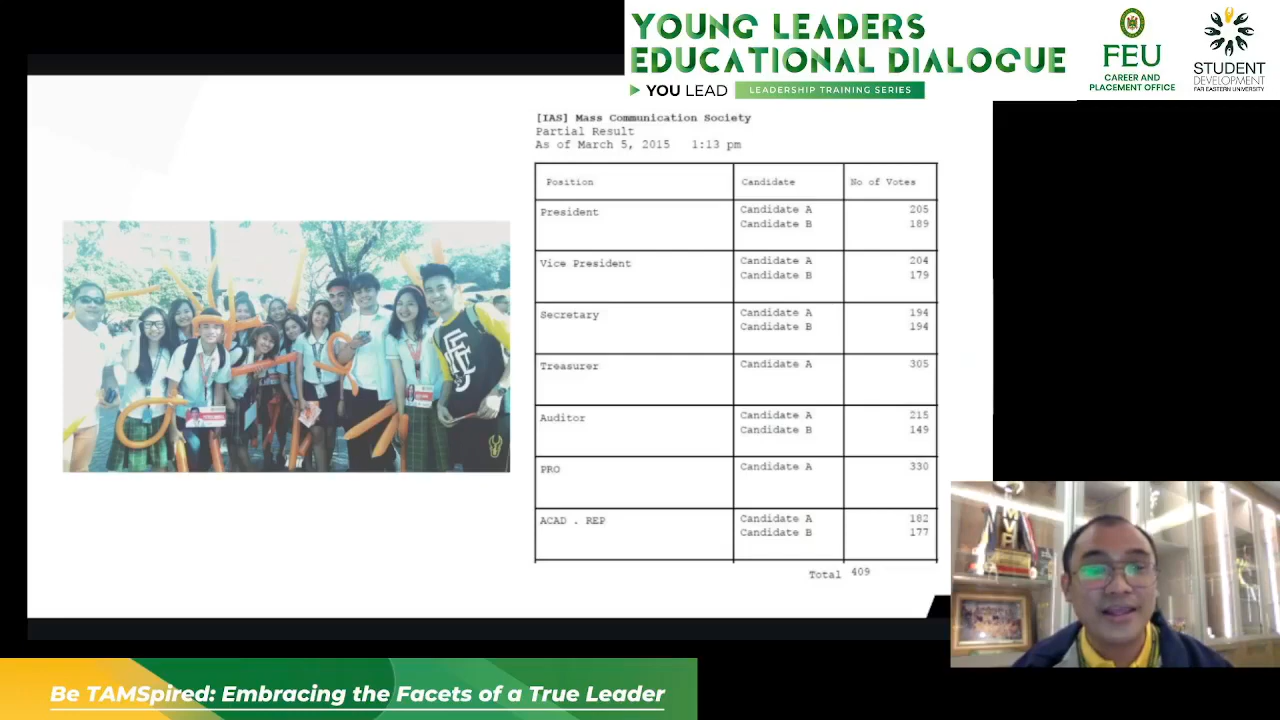 YOUNG LEADERS
EDUCATIONAL DIALOGUE
YOU LEAD LEADERSHIP TRAINING SERIES
FEU
CAREER AND
PLACEMENT OFFICE
STUDENT
DEVELOPMENT
FAR EASTERN UNIVERSITY
[IAS] Mass Communication Society
Partial Result
As of March 5, 2015 1:13 pm
Position Candidate No of Votes
President Candidate A 205
Candidate B 189
Vice President Candidate A 204
Candidate B 179
Secretary Candidate A 194
Candidate B 194
Treasurer Candidate A 305
Auditor Candidate A 215
Candidate B 149
PRO Candidate A 330
ACAD . REP Candidate A 182
Candidate B 177
Total 409
MVP
Be TAMSpired: Embracing the Facets of a True Leader